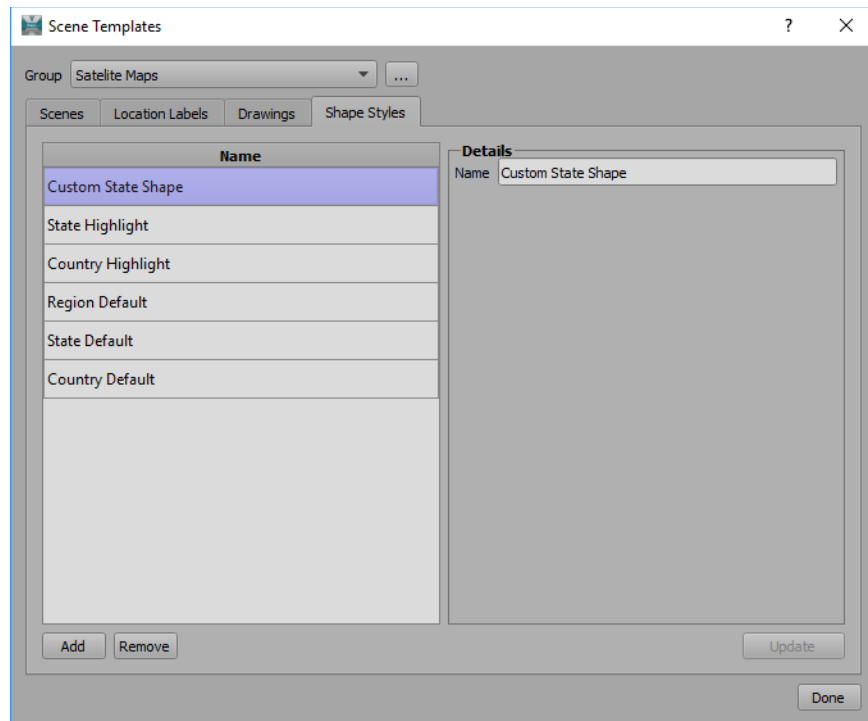 Scene Templates
?
Group Satelite Maps ...
Scenes Location Labels Drawings Shape Styles
Name
Custom State Shape
State Highlight
Country Highlight
Region Default
State Default
Country Default
Details
Name Custom State Shape
Add Remove
Update
Done